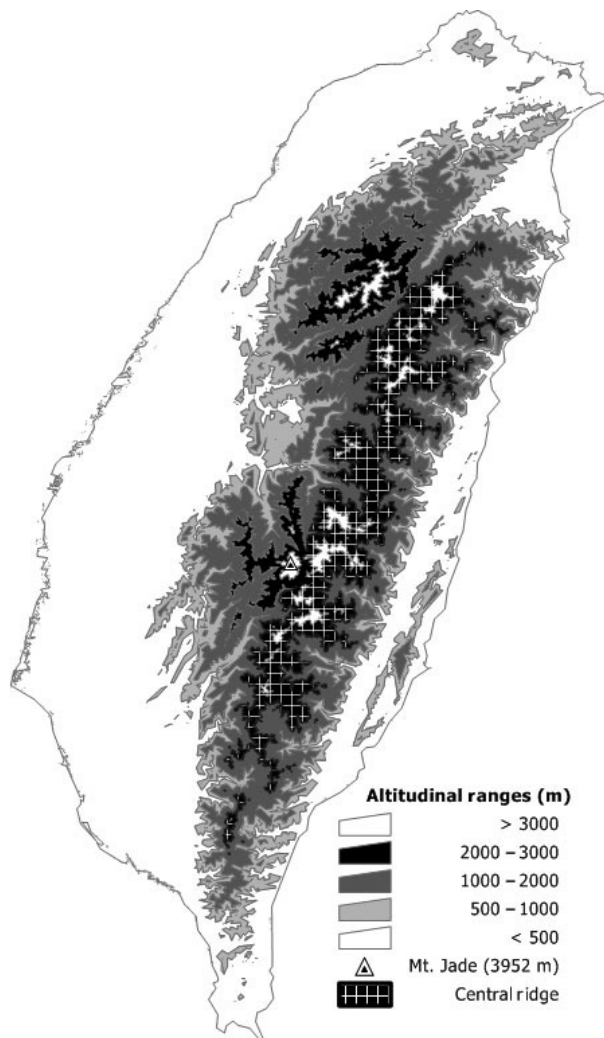 Altitudinal ranges (m)
> 3000
2000 – 3000
1000 – 2000
500 – 1000
< 500
Mt. Jade (3952 m)
Central ridge